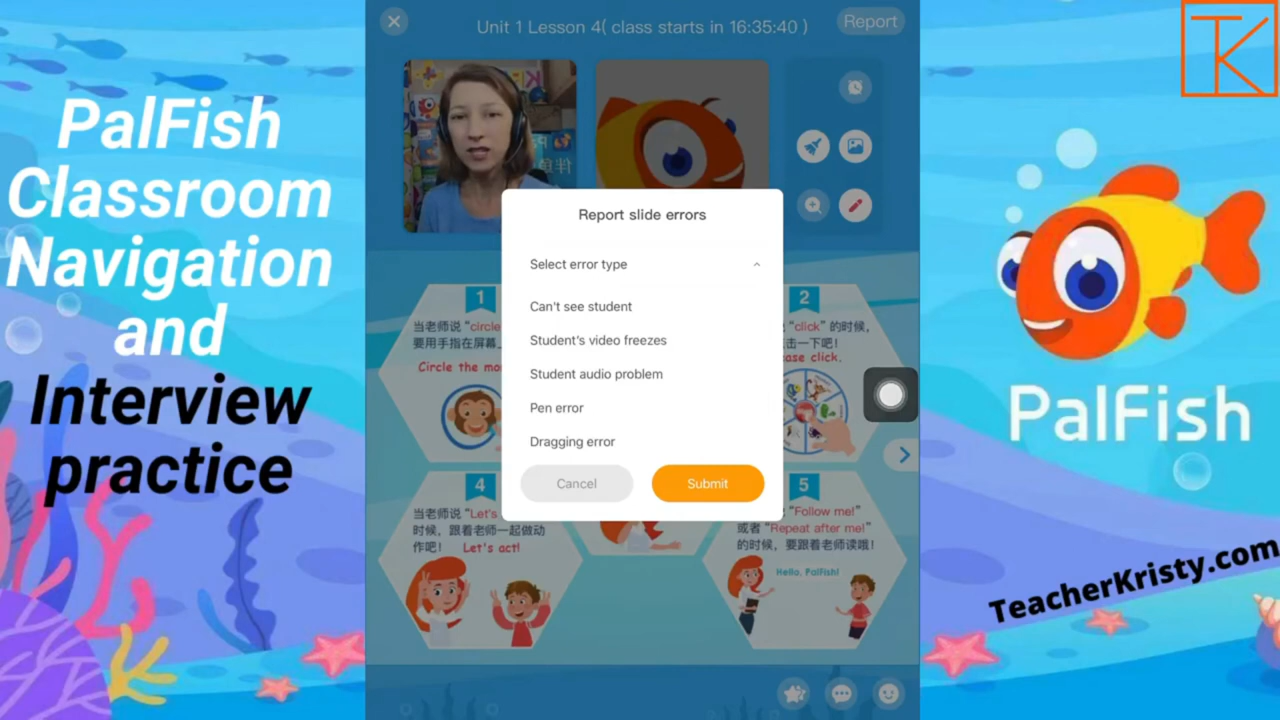 PalFish
Classroom
Navigation
and
Interview
practice
Unit 1 Lesson 4( class starts in 16:35:40 )
Report
TK
Report slide errors
Select error type
Can't see student
Student's video freezes
Student audio problem
Pen error
Dragging error
Cancel
Submit
1
当老师说 "circle
要用手指在屏幕
Circle the
2
"click" 的时候，
击一下吧！
click.
4
当老师说 "Let's
时候，跟着老师一起做动
作吧！ Let's act!
5
"Follow me!"
或者 "Repeat after me!"
的时候，要跟着老师读哦！
Hello, PalFish!
PalFish
TeacherKristy.com